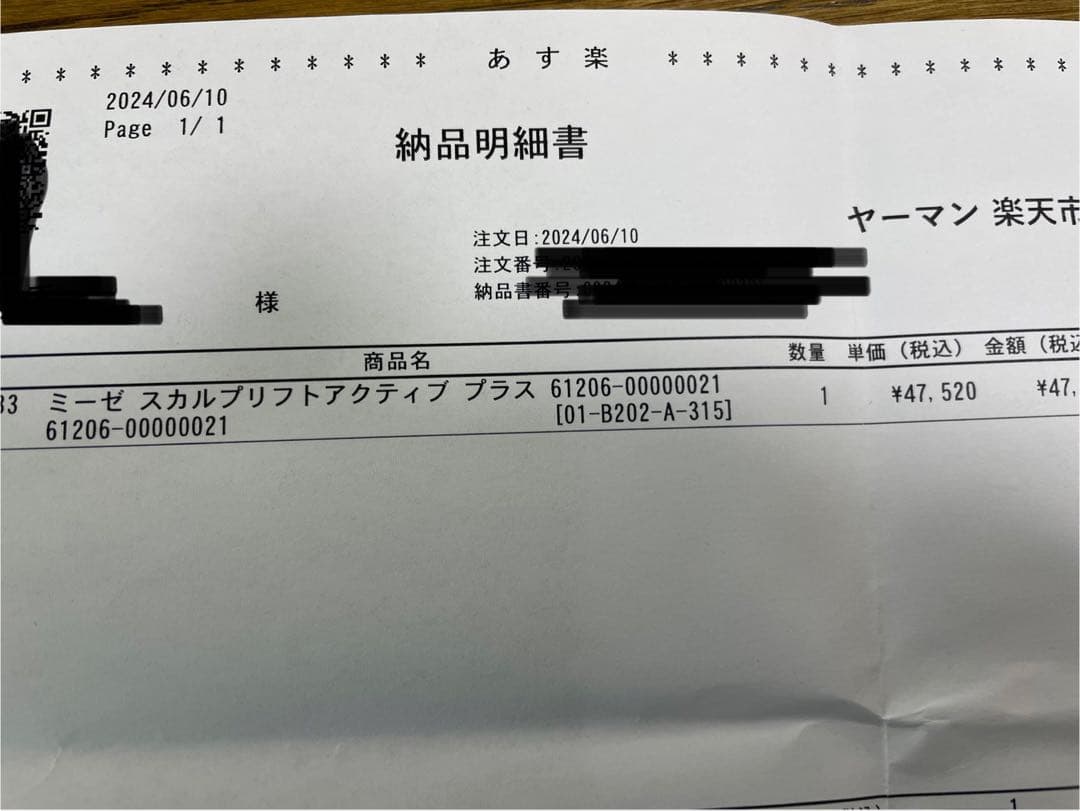 * * * * * * * * * * * * あ す 楽 * * * * * * * * * * * *
2024/06/10
Page 1/ 1
納品明細書
ヤーマン 楽天市
注文日:2024/06/10
注文番号
納品書番号:
様
商品名 数量 単価（税込） 金額（税込
33 ミーゼ スカルプリフトアクティブ プラス 61206-00000021 1 ¥47,520 ¥47,
61206-00000021 [01-B202-A-315]
1